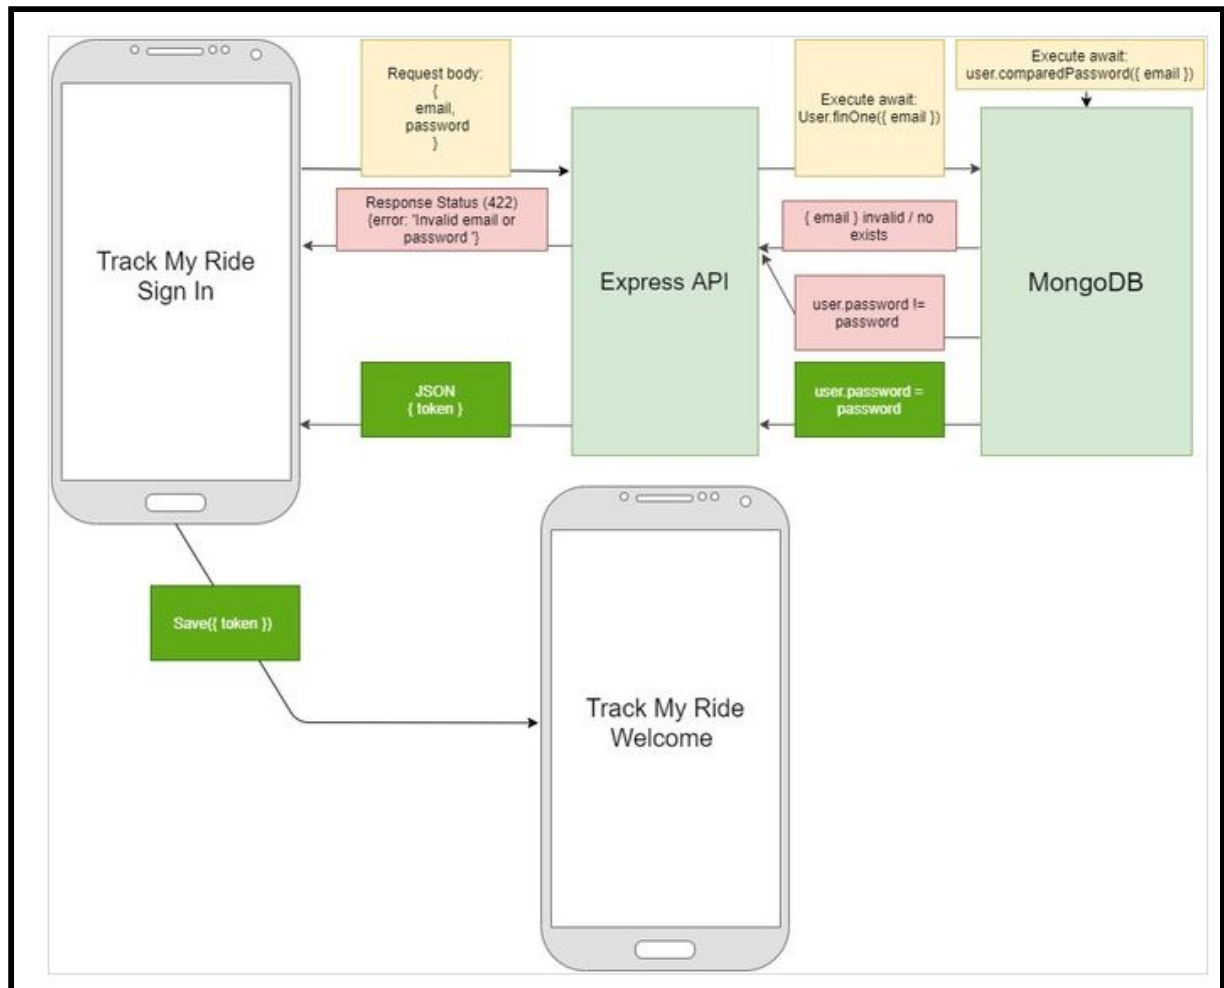 Request body:
{
email,
password
}
Execute await:
User.finOne({ email })
Execute await:
user.comparedPassword({ email })
Response Status (422)
{error: 'Invalid email or
password '}
{ email } invalid / no
exists
Track My Ride
Sign In
Express API
MongoDB
user.password !=
password
JSON
{ token }
user.password =
password
Save({ token })
Track My Ride
Welcome